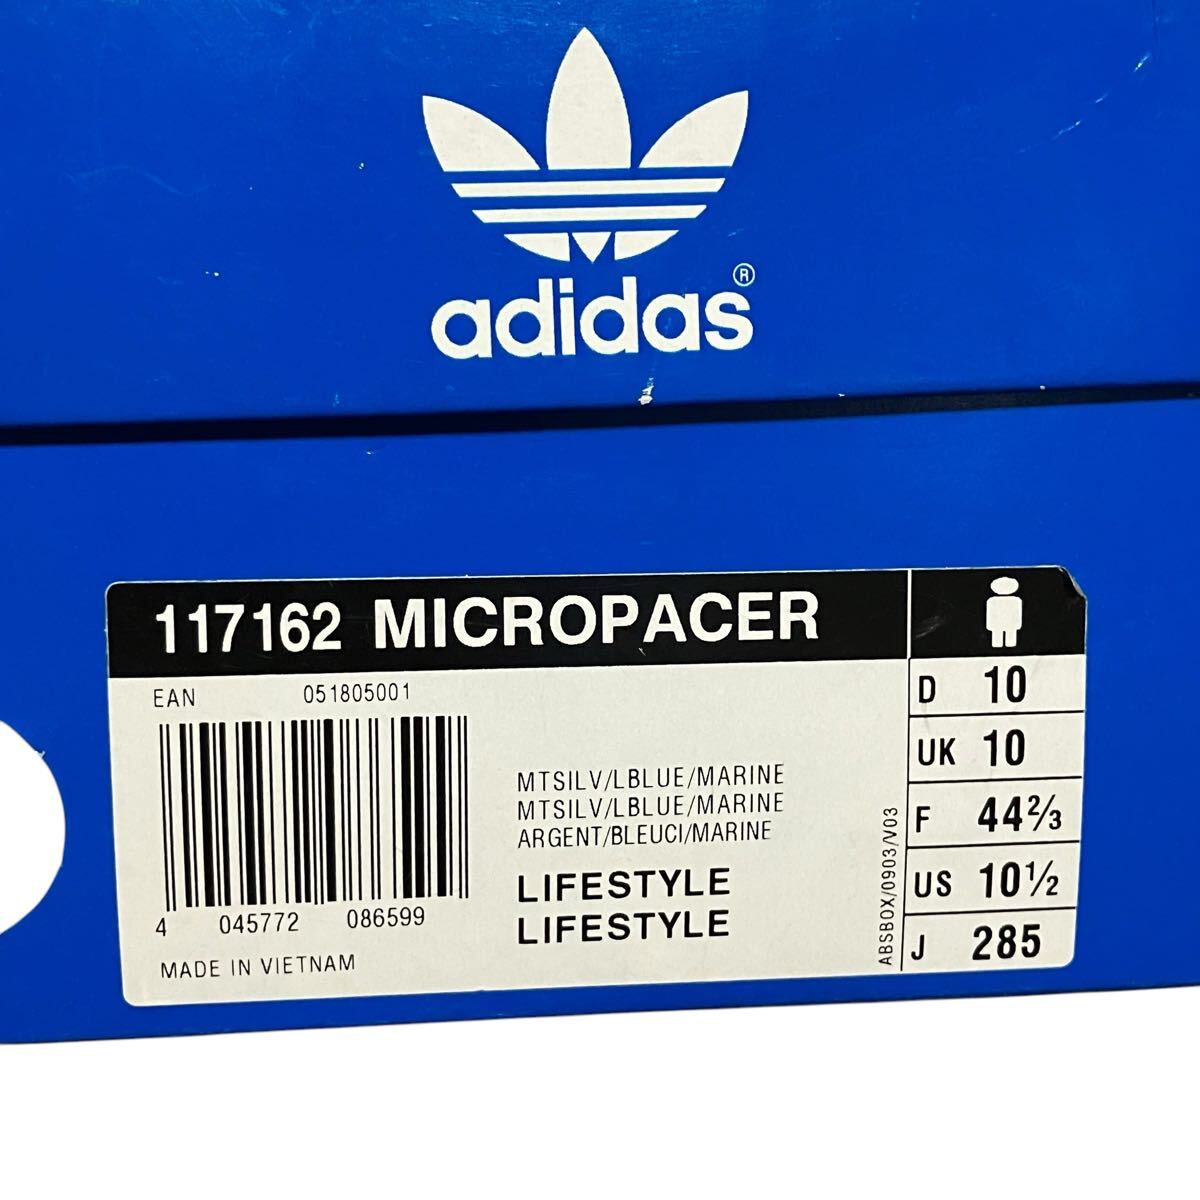 adidas®
117162 MICROPACER
EAN 051805001
4 045772 086599
MADE IN VIETNAM
MTSILV/LBLUE/MARINE
MTSILV/LBLUE/MARINE
ARGENT/BLEUCI/MARINE
LIFESTYLE
LIFESTYLE
ABSBOX/0903/V03
D 10
UK 10
F 44⅔
US 10½
J 285